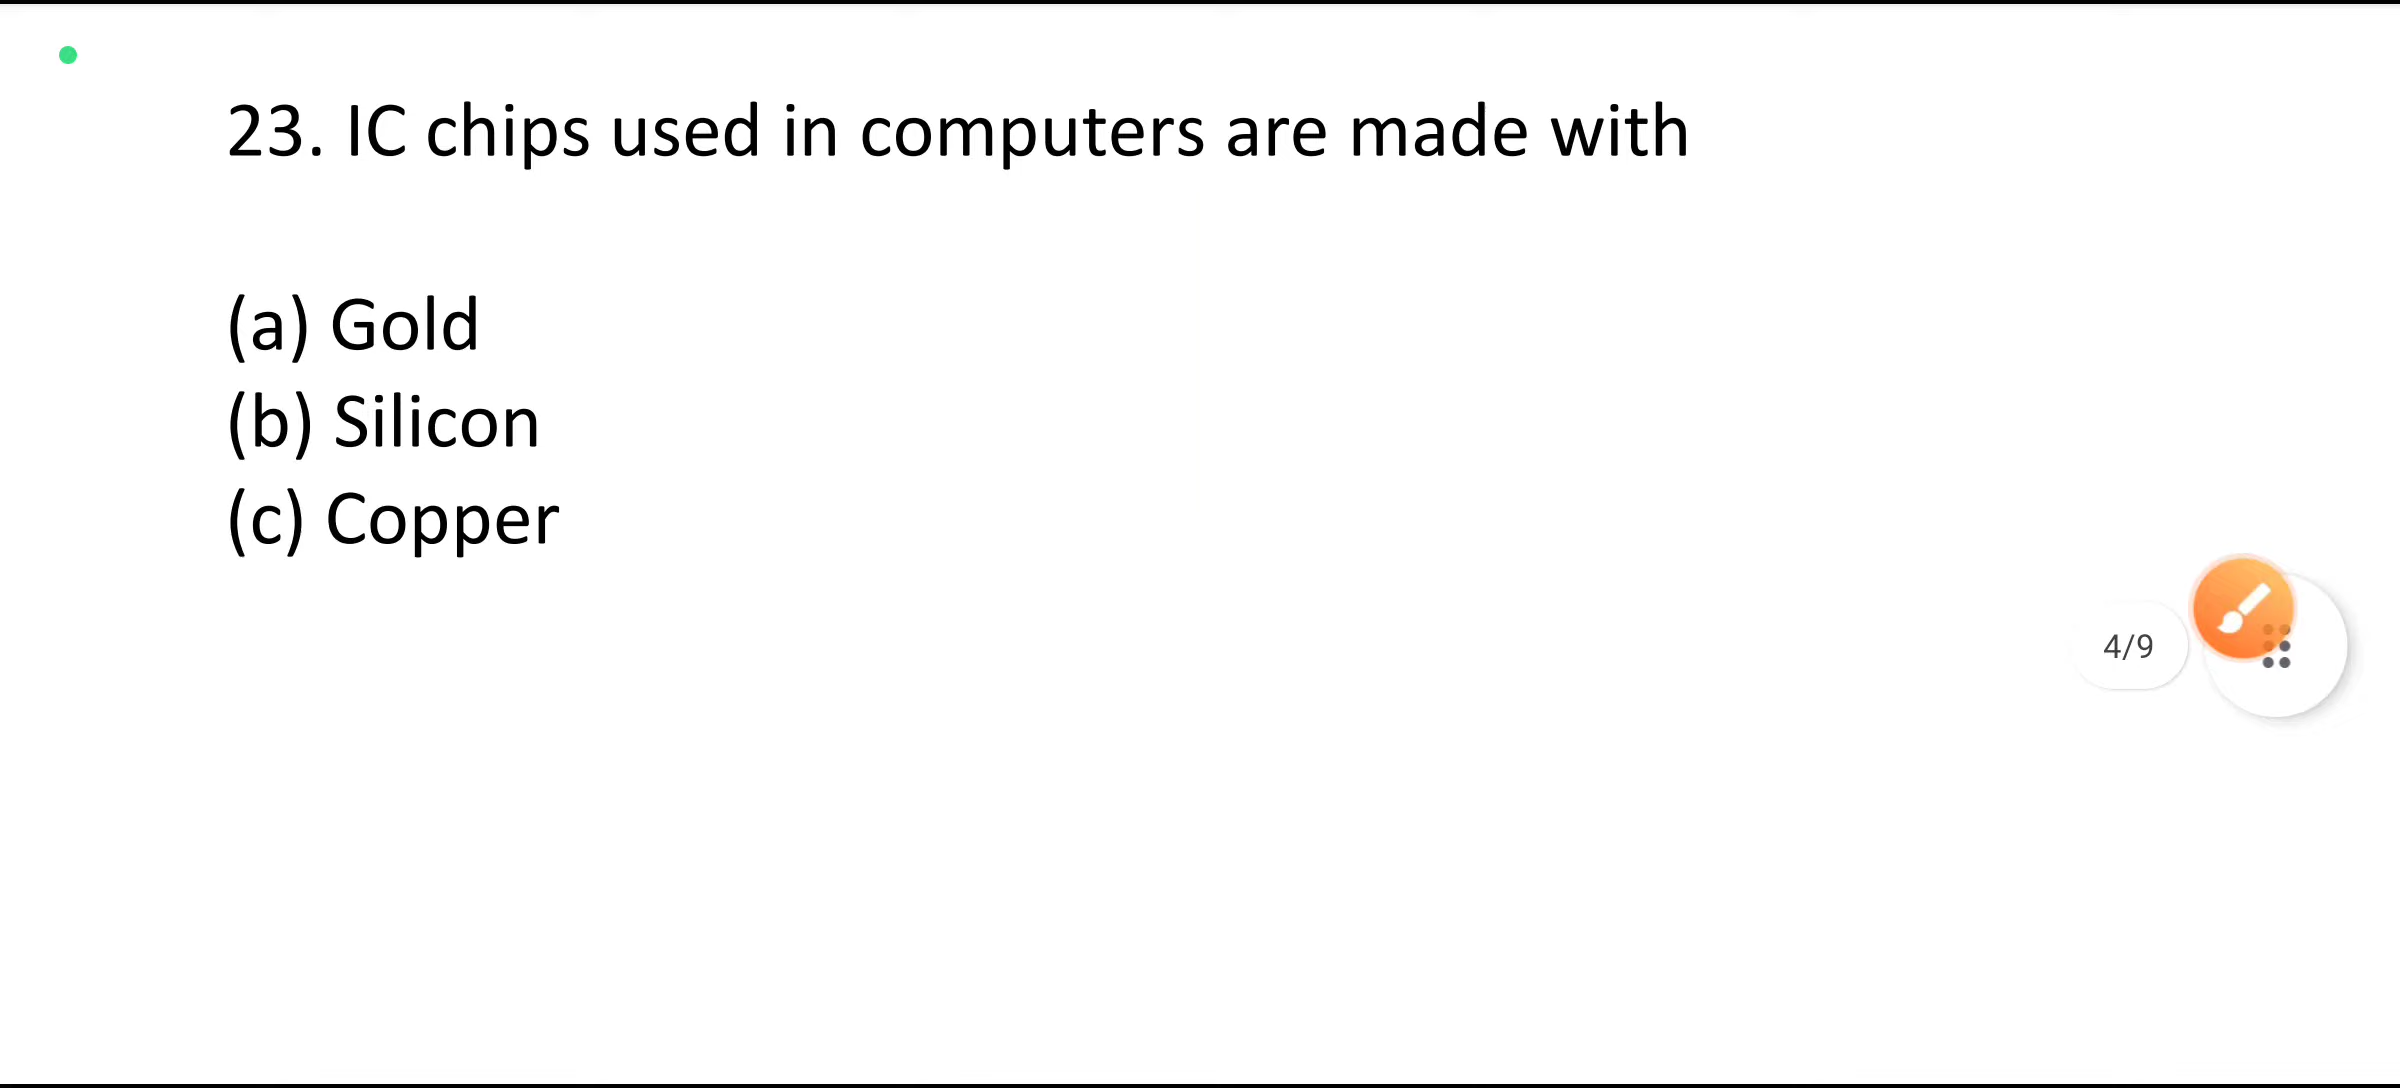 23. IC chips used in computers are made with
(a) Gold
(b) Silicon
(c) Copper
4/9